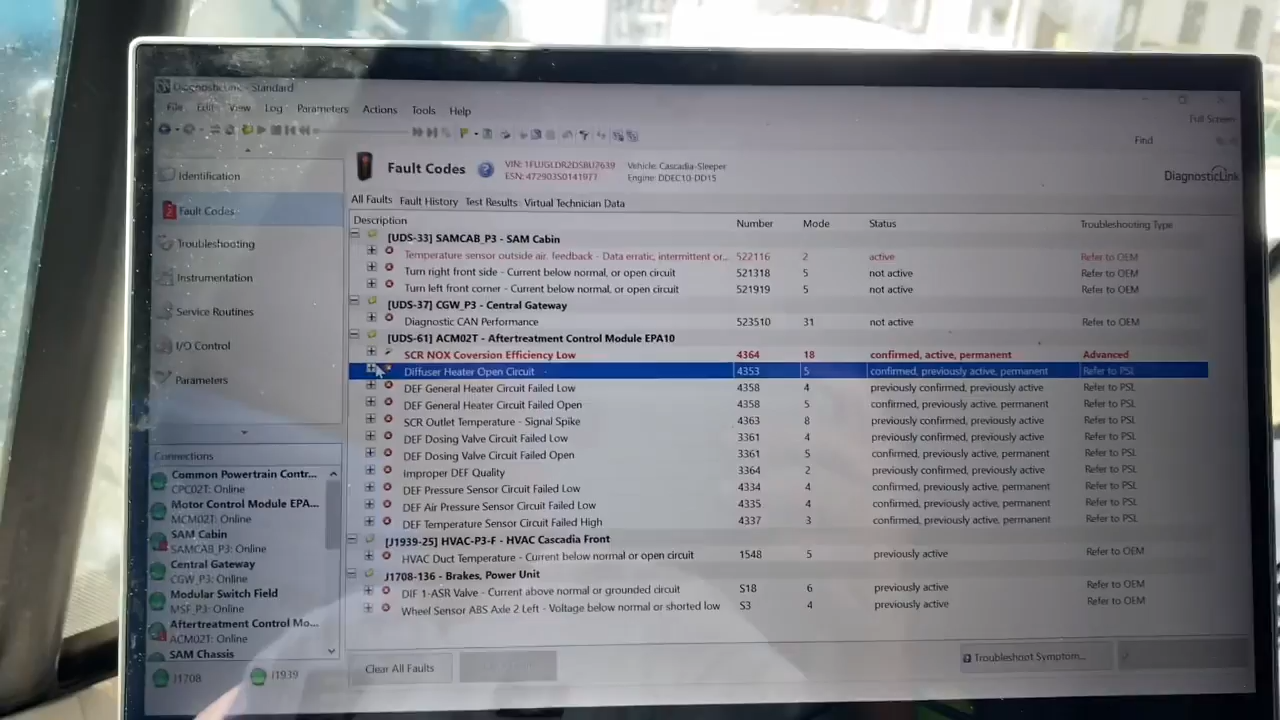 DiagnosticLink - Standard
File Edit View Log Parameters Actions Tools Help
Full Screen
Find
Identification
Fault Codes
Troubleshooting
Instrumentation
Service Routines
I/O Control
Parameters
Connections
Common Powertrain Contr...
CPC02T: Online
Motor Control Module EPA...
MCM02T: Online
SAM Cabin
SAMCAB_P3: Online
Central Gateway
CGW_P3: Online
Modular Switch Field
MSF_P3: Online
Aftertreatment Control Mo...
ACM02T: Online
SAM Chassis
J1708 J1939
Fault Codes
Vehicle: Cascadia-Sleeper
ESN: 472903S0141977 Engine: DDEC10-DD15
DiagnosticLink
All Faults Fault History Test Results Virtual Technician Data
Description Number Mode Status Troubleshooting Type
[UDS-33] SAMCAB_P3 - SAM Cabin
Temperature sensor outside air, feedback - Data erratic, intermittent or... 522116 2 active Refer to OEM
Turn right front side - Current below normal, or open circuit 521318 5 not active Refer to OEM
Turn left front corner - Current below normal, or open circuit 521919 5 not active Refer to OEM
[UDS-37] CGW_P3 - Central Gateway
Diagnostic CAN Performance 523510 31 not active Refer to OEM
[UDS-61] ACM02T - Aftertreatment Control Module EPA10
SCR NOX Coversion Efficiency Low 4364 18 confirmed, active, permanent Advanced
Diffuser Heater Open Circuit 4353 5 confirmed, previously active, permanent Refer to PSL
DEF General Heater Circuit Failed Low 4358 4 previously confirmed, previously active Refer to PSL
DEF General Heater Circuit Failed Open 4358 5 confirmed, previously active, permanent Refer to PSL
SCR Outlet Temperature - Signal Spike 4363 8 confirmed, previously active, permanent Refer to PSL
DEF Dosing Valve Circuit Failed Low 3361 4 previously confirmed, previously active Refer to PSL
DEF Dosing Valve Circuit Failed Open 3361 5 confirmed, previously active, permanent Refer to PSL
Improper DEF Quality 3364 2 previously confirmed, previously active Refer to PSL
DEF Pressure Sensor Circuit Failed Low 4334 4 confirmed, previously active, permanent Refer to PSL
DEF Air Pressure Sensor Circuit Failed Low 4335 4 confirmed, previously active, permanent Refer to PSL
DEF Temperature Sensor Circuit Failed High 4337 3 confirmed, previously active, permanent Refer to PSL
[J1939-25] HVAC-P3-F - HVAC Cascadia Front
HVAC Duct Temperature - Current below normal or open circuit 1548 5 previously active Refer to OEM
J1708-136 - Brakes, Power Unit
DIF 1-ASR Valve - Current above normal or grounded circuit S18 6 previously active Refer to OEM
Wheel Sensor ABS Axle 2 Left - Voltage below normal or shorted low S3 4 previously active Refer to OEM
Clear All Faults
Troubleshoot Symptom...